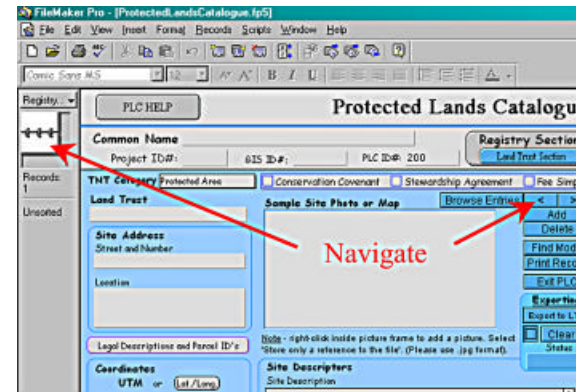 FileMaker Pro - [ProtectedLandsCatalogue.fp5]
File Edit View Insert Format Records Scripts Window Help
Comic Sans MS 12 B I U
Registry...
PLC HELP
Protected Lands Catalogu
Common Name
Registry Section
Project ID#: GIS ID#: PLC ID#: 200
Land Trust Section
Records:
1
Unsorted
THT Category Protected Area
Conservation Covenant Stewardship Agreement Fee Simp
Land Trust
Sample Site Photo or Map
Browse Entries < >
Add
Delete
Find Mod
Print Reco
Exit PLC
Navigate
Site Address
Street and Number
Location
Exportin
Export to LT
Clear
Status
Legal Descriptions and Parcel ID's
Note - right-click inside picture frame to add a picture. Select
'Store only a reference to the file'. (Please use .jpg format).
Coordinates
UTM or (Lat./Long.)
Site Descriptors
Site Description